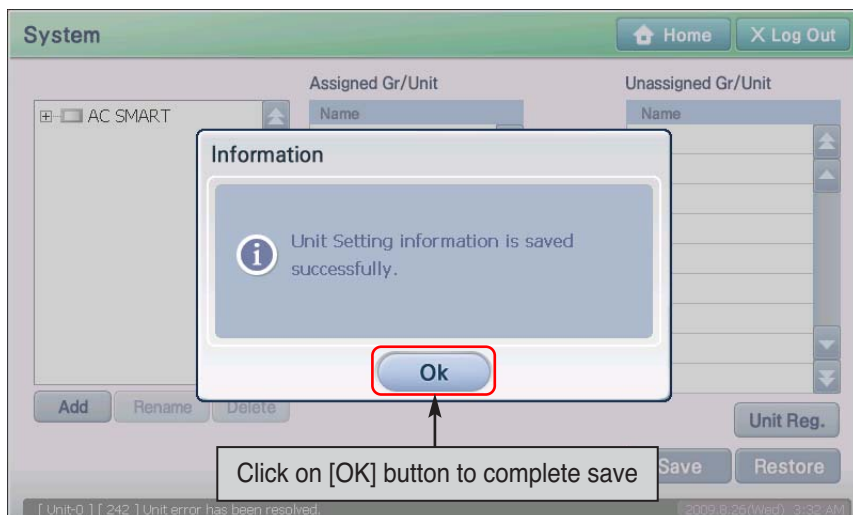 System
Home
X Log Out
Assigned Gr/Unit
Unassigned Gr/Unit
AC SMART
Name
Name
Information
Unit Setting information is saved
successfully.
Ok
Add
Rename
Delete
Unit Reg.
Click on [OK] button to complete save
Save
Restore
[ Unit-0 ] [ 242 ] Unit error has been resolved.
2009.8.26(Wed) 3:32 AM